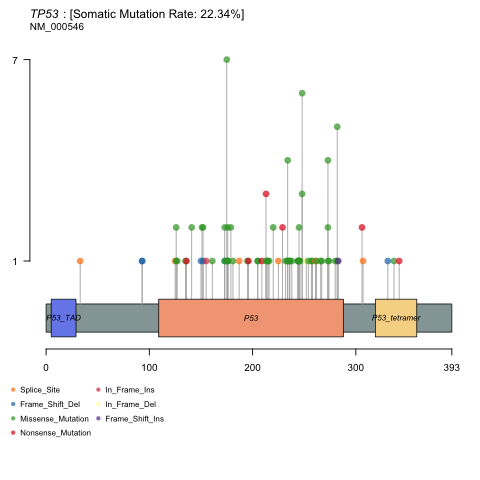 TP53 : [Somatic Mutation Rate: 22.34%]
NM_000546
7
1
P53_TAD P53 P53_tetramer
0 100 200 300 393
Splice_Site In_Frame_Ins
Frame_Shift_Del In_Frame_Del
Missense_Mutation Frame_Shift_Ins
Nonsense_Mutation